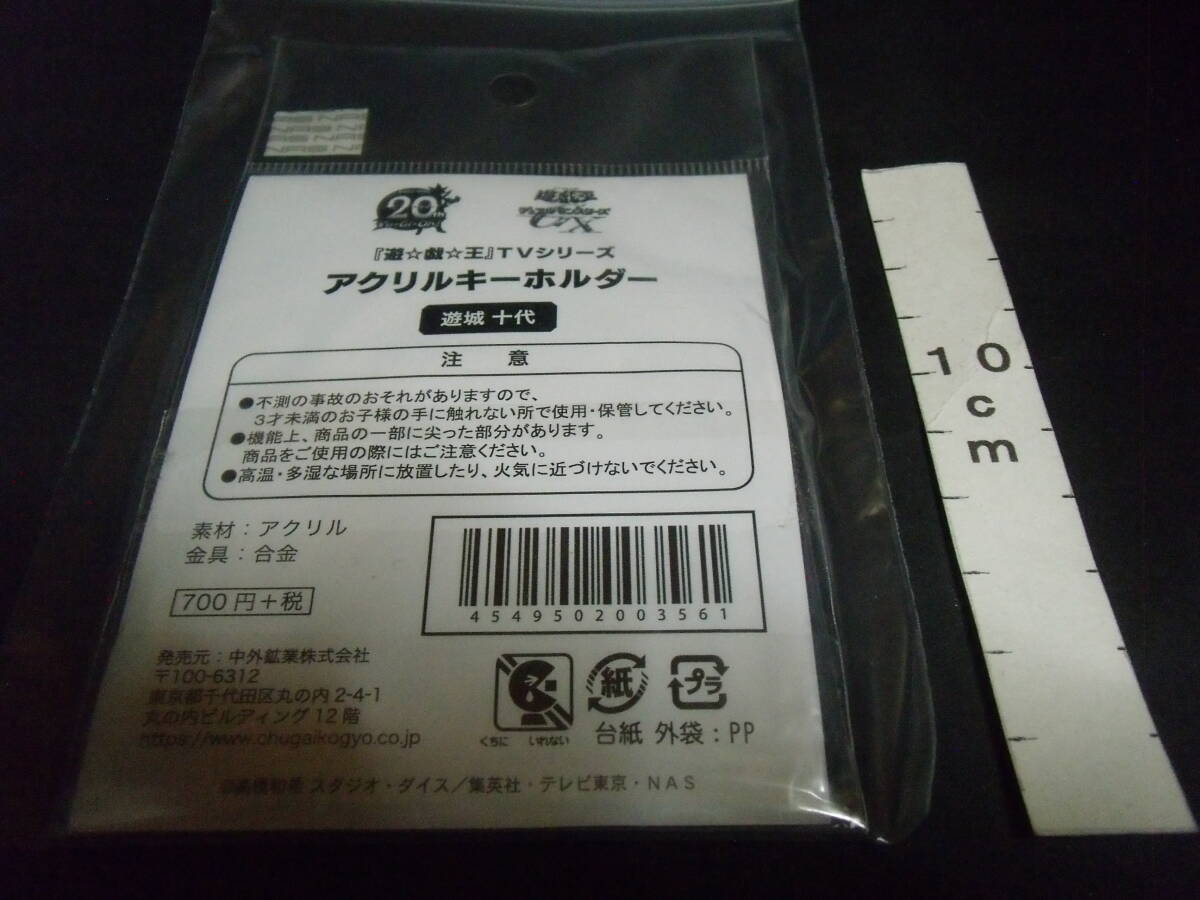 20th
遊☆戯☆王
デュエルモンスターズ
GX
『遊☆戯☆王』TVシリーズ
アクリルキーホルダー
遊城 十代
注 意
●不測の事故のおそれがありますので、
3才未満のお子様の手に触れない所で使用・保管してください。
●機能上、商品の一部に尖った部分があります。
商品をご使用の際にはご注意ください。
●高温・多湿な場所に放置したり、火気に近づけないでください。
素材：アクリル
金具：合金
700円+税
4549502003561
発売元：中外鉱業株式会社
〒100-6312
東京都千代田区丸の内2-4-1
丸の内ビルディング12階
https://www.chugaikogyo.co.jp
くちに いれない
紙
プラ
台紙 外袋：PP
©高橋和希 スタジオ・ダイス／集英社・テレビ東京・NAS
10
cm